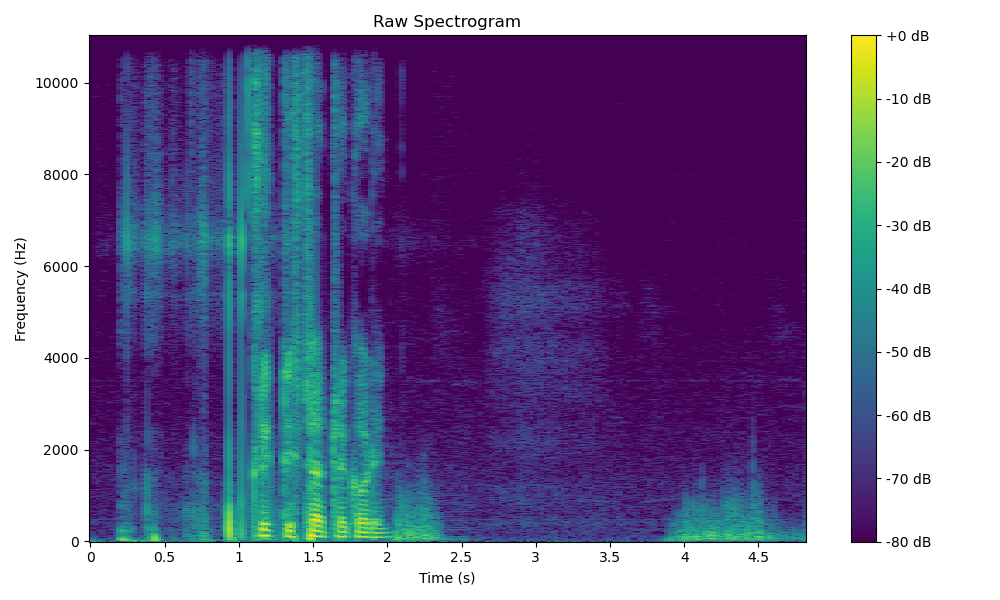 Raw Spectrogram
Frequency (Hz)
10000
8000
6000
4000
2000
0
0 0.5 1 1.5 2 2.5 3 3.5 4 4.5
Time (s)
+0 dB
-10 dB
-20 dB
-30 dB
-40 dB
-50 dB
-60 dB
-70 dB
-80 dB